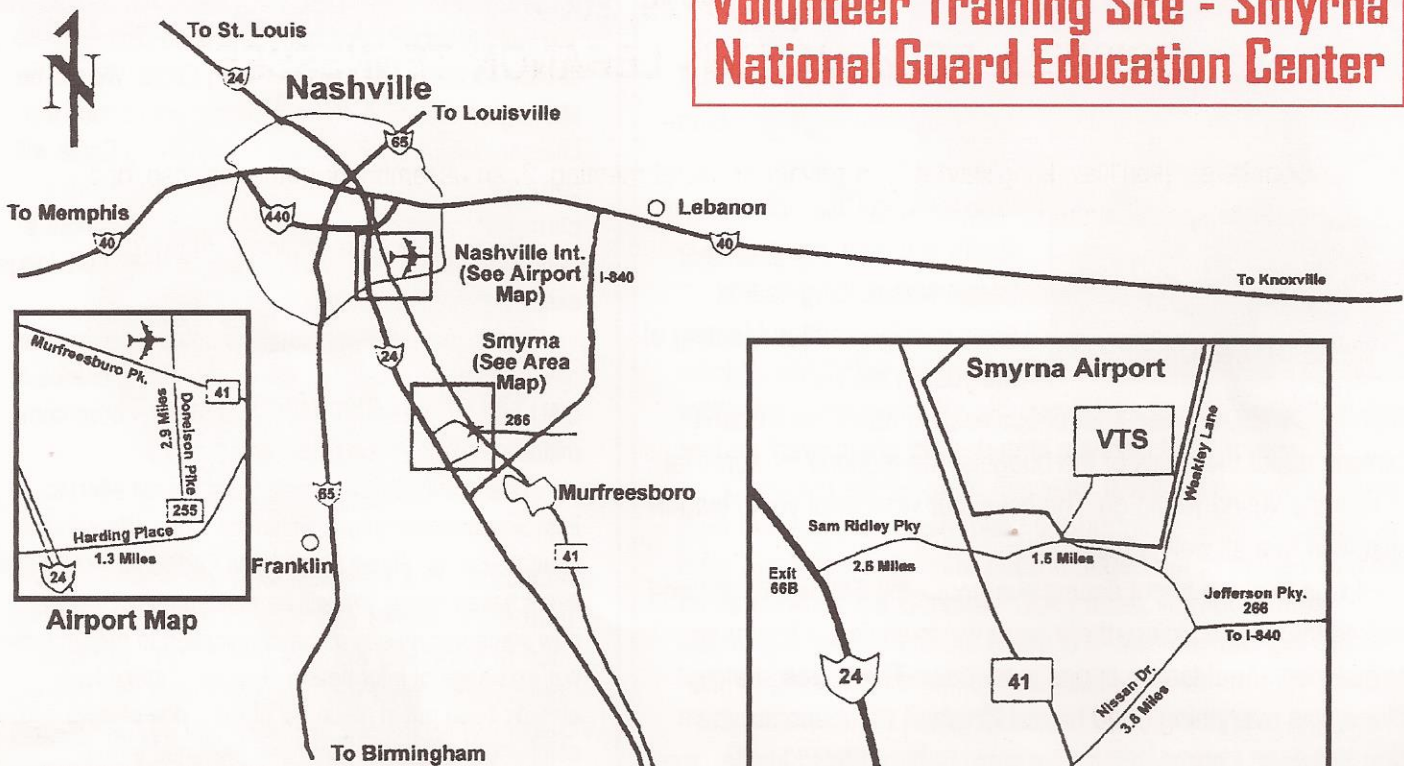 Volunteer Training Site - Smyrna
National Guard Education Center
N
To St. Louis
24
Nashville
To Louisville
65
To Memphis
40
440
Lebanon
40
Nashville Int.
(See Airport
Map)
I-840
To Knoxville
24
Smyrna
(See Area
Map)
266
Murfreesboro
65
Franklin
41
To Birmingham
Murfreesboro Pk.
41
2.9 Miles
Donelson Pike
255
Harding Place
1.3 Miles
24
Airport Map
Smyrna Airport
VTS
Weakley Lane
Sam Ridley Pky
2.6 Miles
1.5 Miles
Exit
66B
Jefferson Pky.
266
To I-840
24
41
Nissan Dr.
3.8 Miles